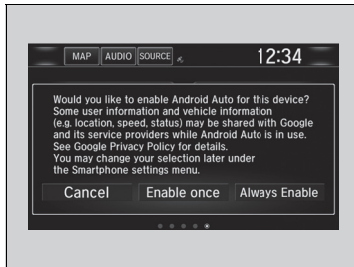 MAP AUDIO SOURCE 12:34
Would you like to enable Android Auto for this device?
Some user information and vehicle information
(e.g. location, speed, status) may be shared with Google
and its service providers while Android Auto is in use.
See Google Privacy Policy for details.
You may change your selection later under
the Smartphone settings menu.
Cancel Enable once Always Enable